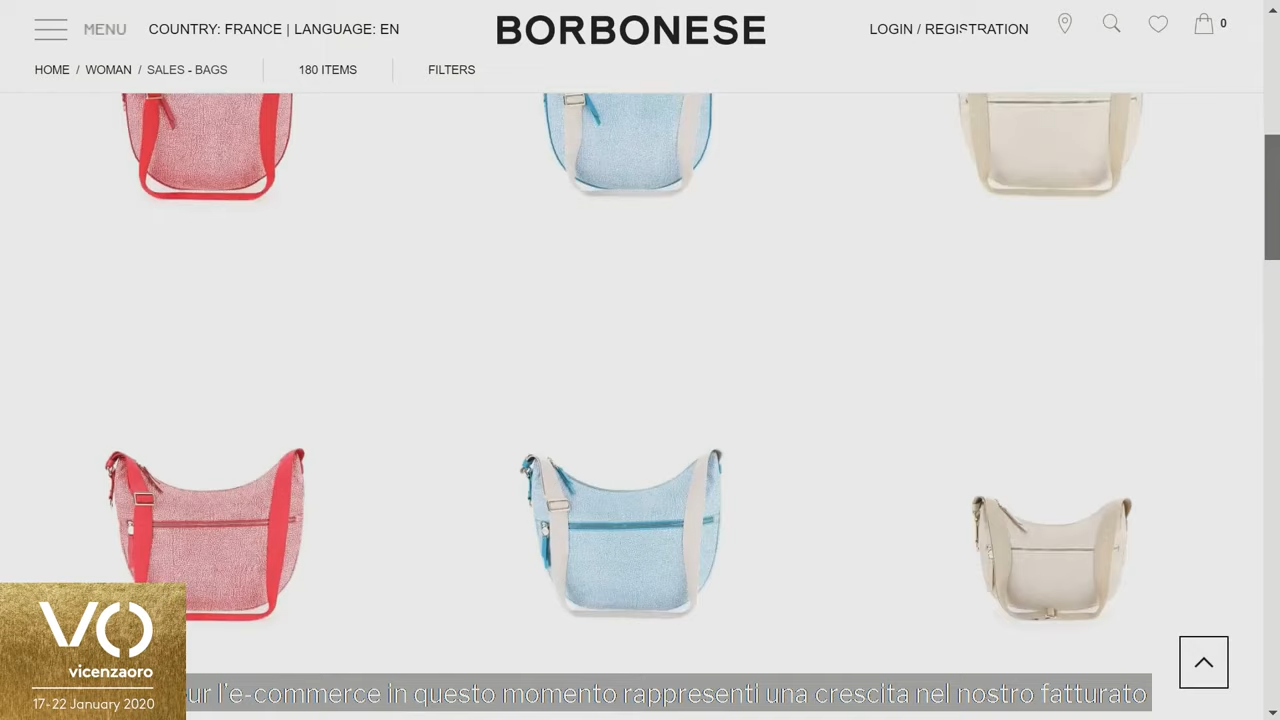 MENU COUNTRY: FRANCE | LANGUAGE: EN BORBONESE LOGIN / REGISTRATION 0
HOME / WOMAN / SALES - BAGS 180 ITEMS FILTERS
VO
vicenzaoro
17-22 January 2020
ur l'e-commerce in questo momento rappresenti una crescita nel nostro fatturato